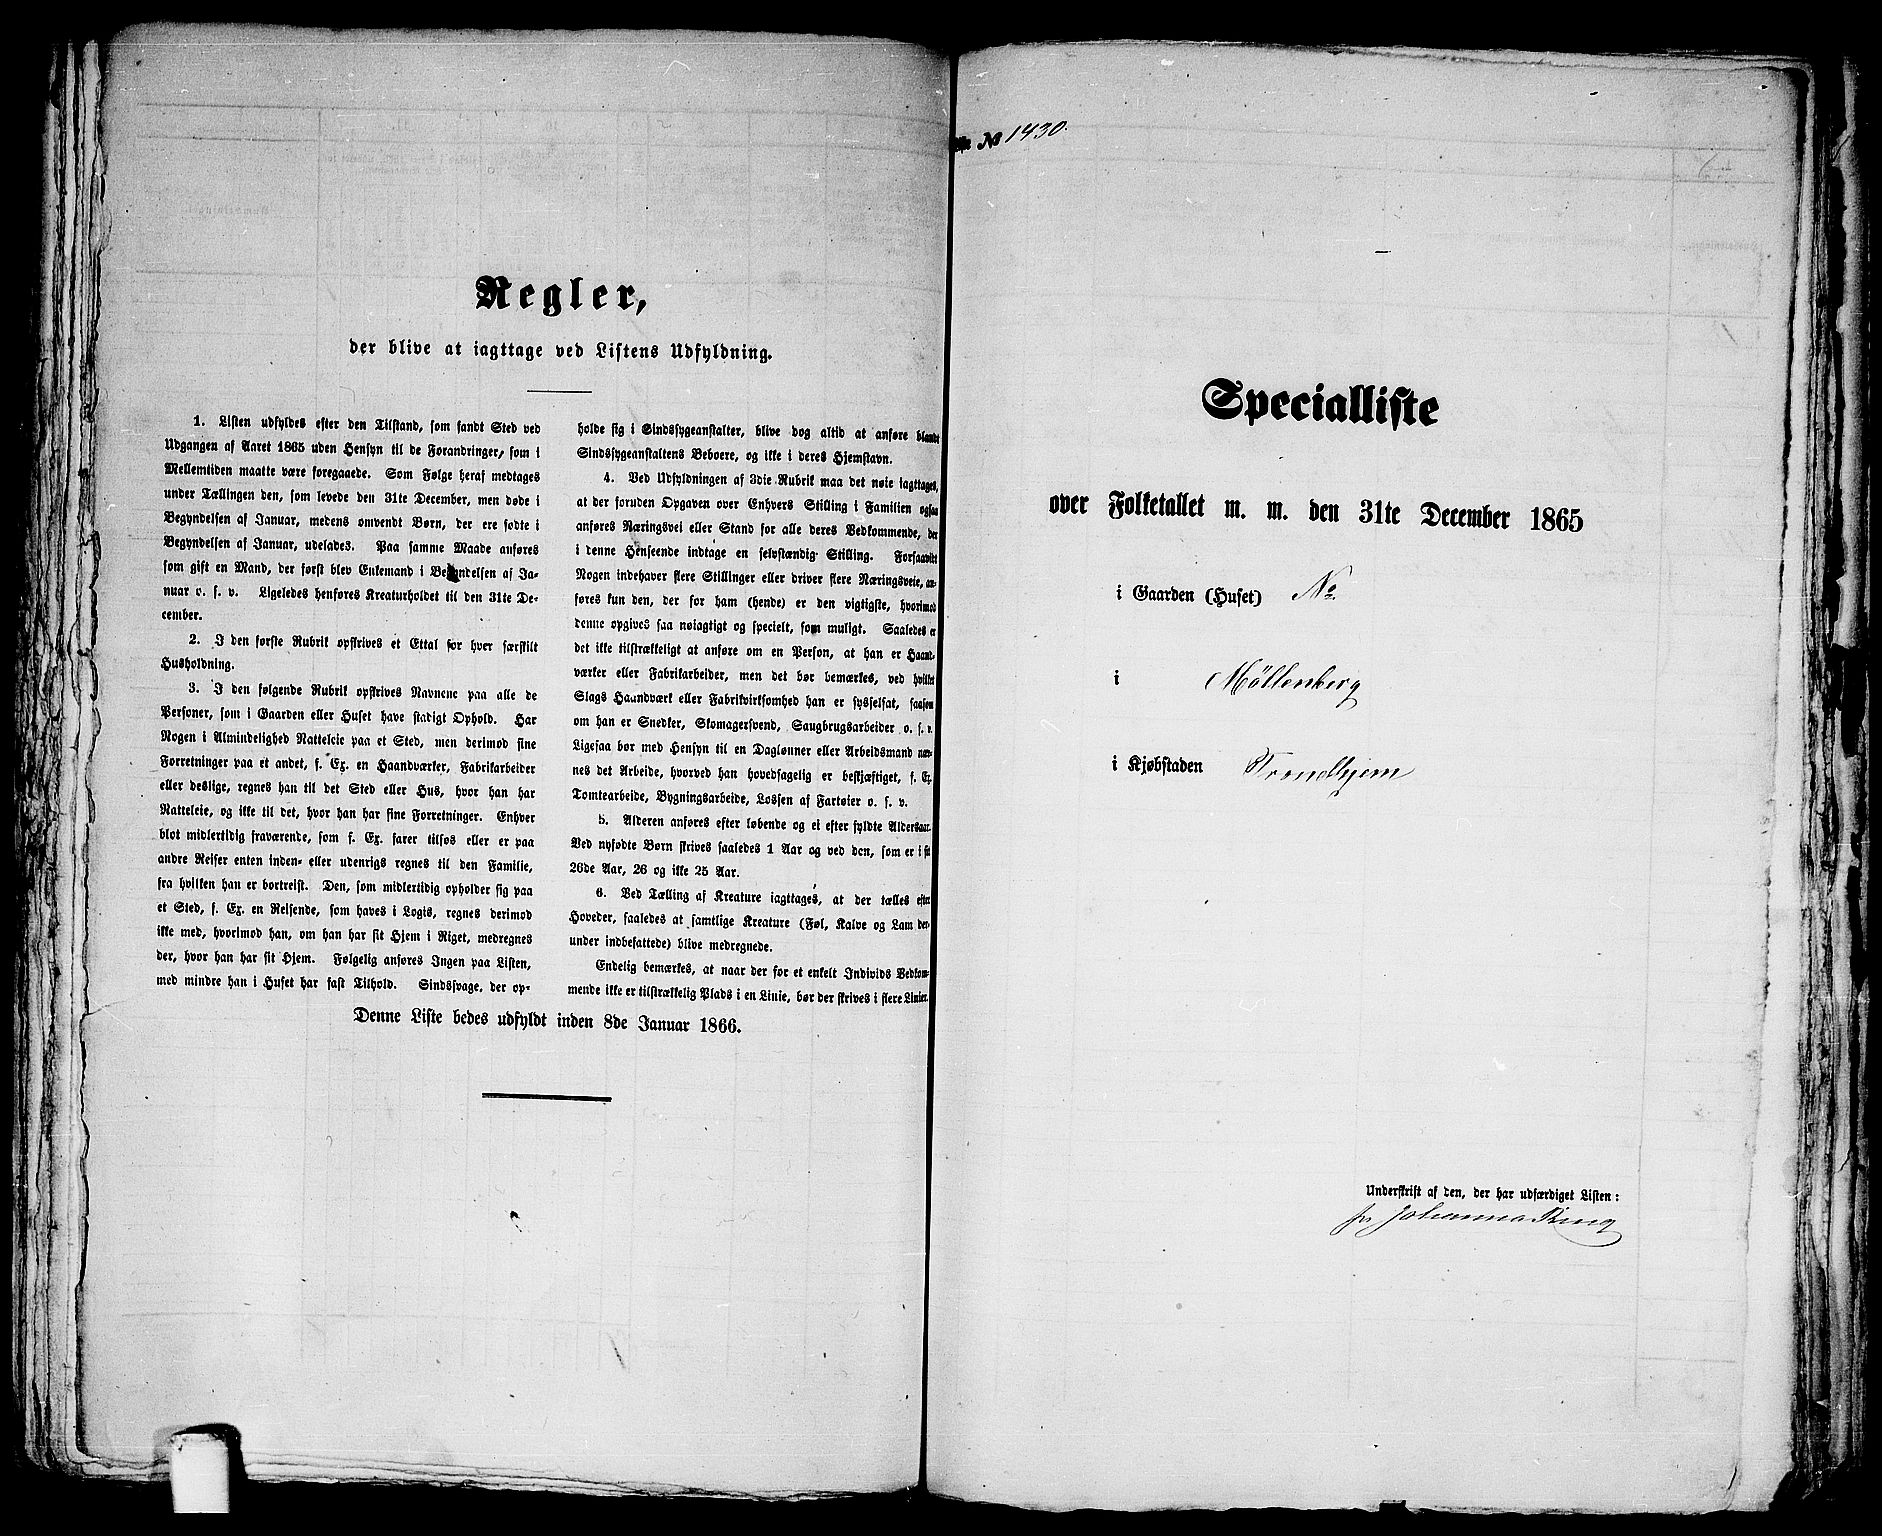 Regler,
der blive at iagttage ved Listens Udfyldning.
1. Listen udfyldes efter den Tilstand, som fandt Sted ved
Udgangen af Aaret 1865 uden Hensyn til de Forandringer, som i
Mellemtiden maatte være foregaaede. Som Følge heraf medtages
under Tællingen den, som levede den 31te December, men døde i
Begyndelsen af Januar, medens omvendt Børn, der ere fødte i
Begyndelsen af Januar, udelades. Paa samme Maade anføres
som gift en Mand, der først blev Enkemand i Begyndelsen af Ja-
nuar o. s. v. Ligeledes henføres Kreaturholdet til den 31te De-
cember.
2. I den første Rubrik opskrives et Ettal for hver særskilt
Husholdning.
3. I den følgende Rubrik opskrives Navnene paa alle de
Personer, som i Gaarden eller Huset have stadigt Ophold. Har
Nogen i Almindelighed Natteleie paa et Sted, men derimod sine
Forretninger paa et andet, f. Ex. en Haandværker, Fabrikarbeider
eller deslige, regnes han til det Sted eller Hus, hvor han har
Natteleie, og ikke til det, hvor han har sine Forretninger. Enhver
blot midlertidig fraværende, som f. Ex. farer tilsøs eller er paa
andre Reiser enten inden- eller udenrigs regnes til den Familie,
fra hvilken han er bortreist. Den, som midlertidig opholder sig paa
et Sted, f. Ex. en Reisende, som haves i Logis, regnes derimod
ikke med, hvorimod han, om han har sit Hjem i Riget, medregnes
der, hvor han har sit Hjem. Følgelig anføres Ingen paa Listen,
med mindre han i Huset har fast Tilhold. Sindssvage, der op-
holde sig i Sindssygeanstalter, blive dog altid at anføre blandt
Sindssygeanstaltens Beboere, og ikke i deres Hjemstavn.
4. Ved Udfyldningen af 3die Rubrik maa det nøie iagttages,
at der foruden Opgaven over Enhvers Stilling i Familien ogsaa
anføres Næringsvei eller Stand for alle deres Vedkommende, der
i denne Henseende indtage en selvstændig Stilling. Forsaavidt
Nogen indehaver flere Stillinger eller driver flere Næringsveie, an-
føres kun den, der for ham (hende) er den vigtigste, hvorimod
denne opgives saa nøiagtigt og specielt, som muligt. Saaledes er
det ikke tilstrækkeligt at anføre om en Person, at han er Haand-
værker eller Fabrikarbeider, men det bør bemærkes, ved hvilket
Slags Haandværk eller Fabrikvirksomhed han er sysselsat, saasom
om han er Snedker, Skomagersvend, Saugbrugsarbeider o. s. v.
Ligesaa bør med Hensyn til en Daglønner eller Arbeidsmand næv-
nes det Arbeide, hvorved han hovedsagelig er beskjæftiget, f. Ex.
Tomtearbeide, Bygningsarbeide, Lossen af Fartøier o. s. v.
5. Alderen anføres efter løbende og ei efter fyldte Aldersaar.
Ved nyfødte Børn skrives saaledes 1 Aar og ved den, som er i sit
26de Aar, 26 og ikke 25 Aar.
6. Ved Tælling af Kreature iagttages, at der tælles efter
Hoveder, saaledes at samtlige Kreature (Føl, Kalve og Lam der-
under indbefattede) blive medregnede.
Endelig bemærkes, at naar der for et enkelt Individs Vedkom-
mende ikke er tilstrækkelig Plads i en Linie, bør der skrives i flere Linier.
Denne Liste bedes udfyldt inden 8de Januar 1866.
№ 1430.
Specialliste
over Folketallet m. m. den 31te December 1865
i Gaarden (Huset) No.
i Möllenberg
i Kjøbstaden Trondhjem
Underskrift af den, der har udfærdiget Listen:
Johanna Ring